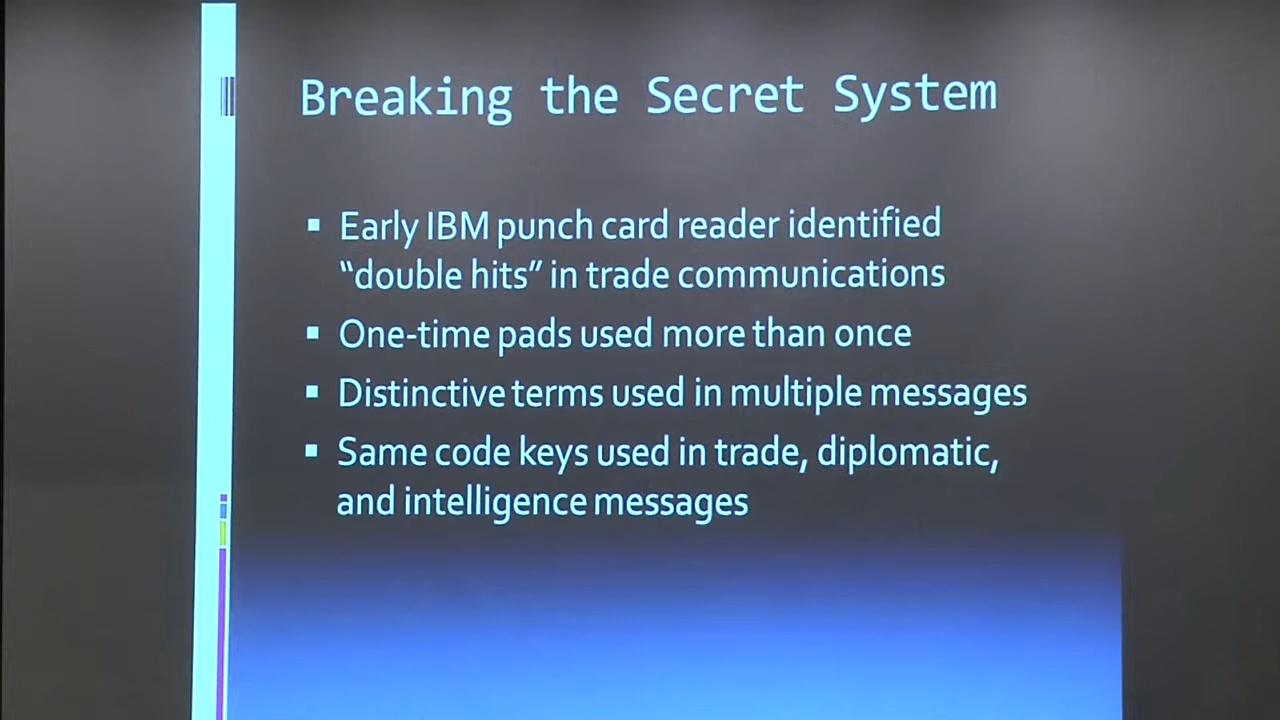 Breaking the Secret System
▪ Early IBM punch card reader identified
“double hits” in trade communications
▪ One-time pads used more than once
▪ Distinctive terms used in multiple messages
▪ Same code keys used in trade, diplomatic,
and intelligence messages